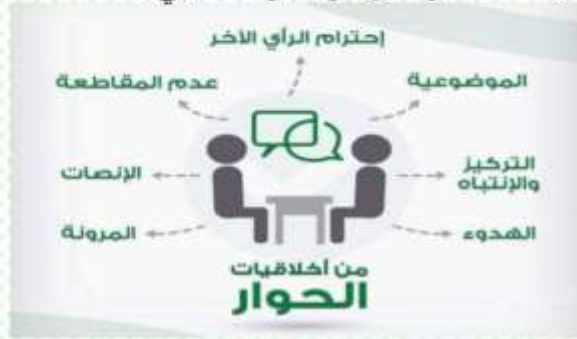 إحترام الرأي الآخر
الموضوعية
عدم المقاطعة
التركيز
والإنتباه
الإنصات
الهدوء
المرونة
من أخلاقيات
الحوار